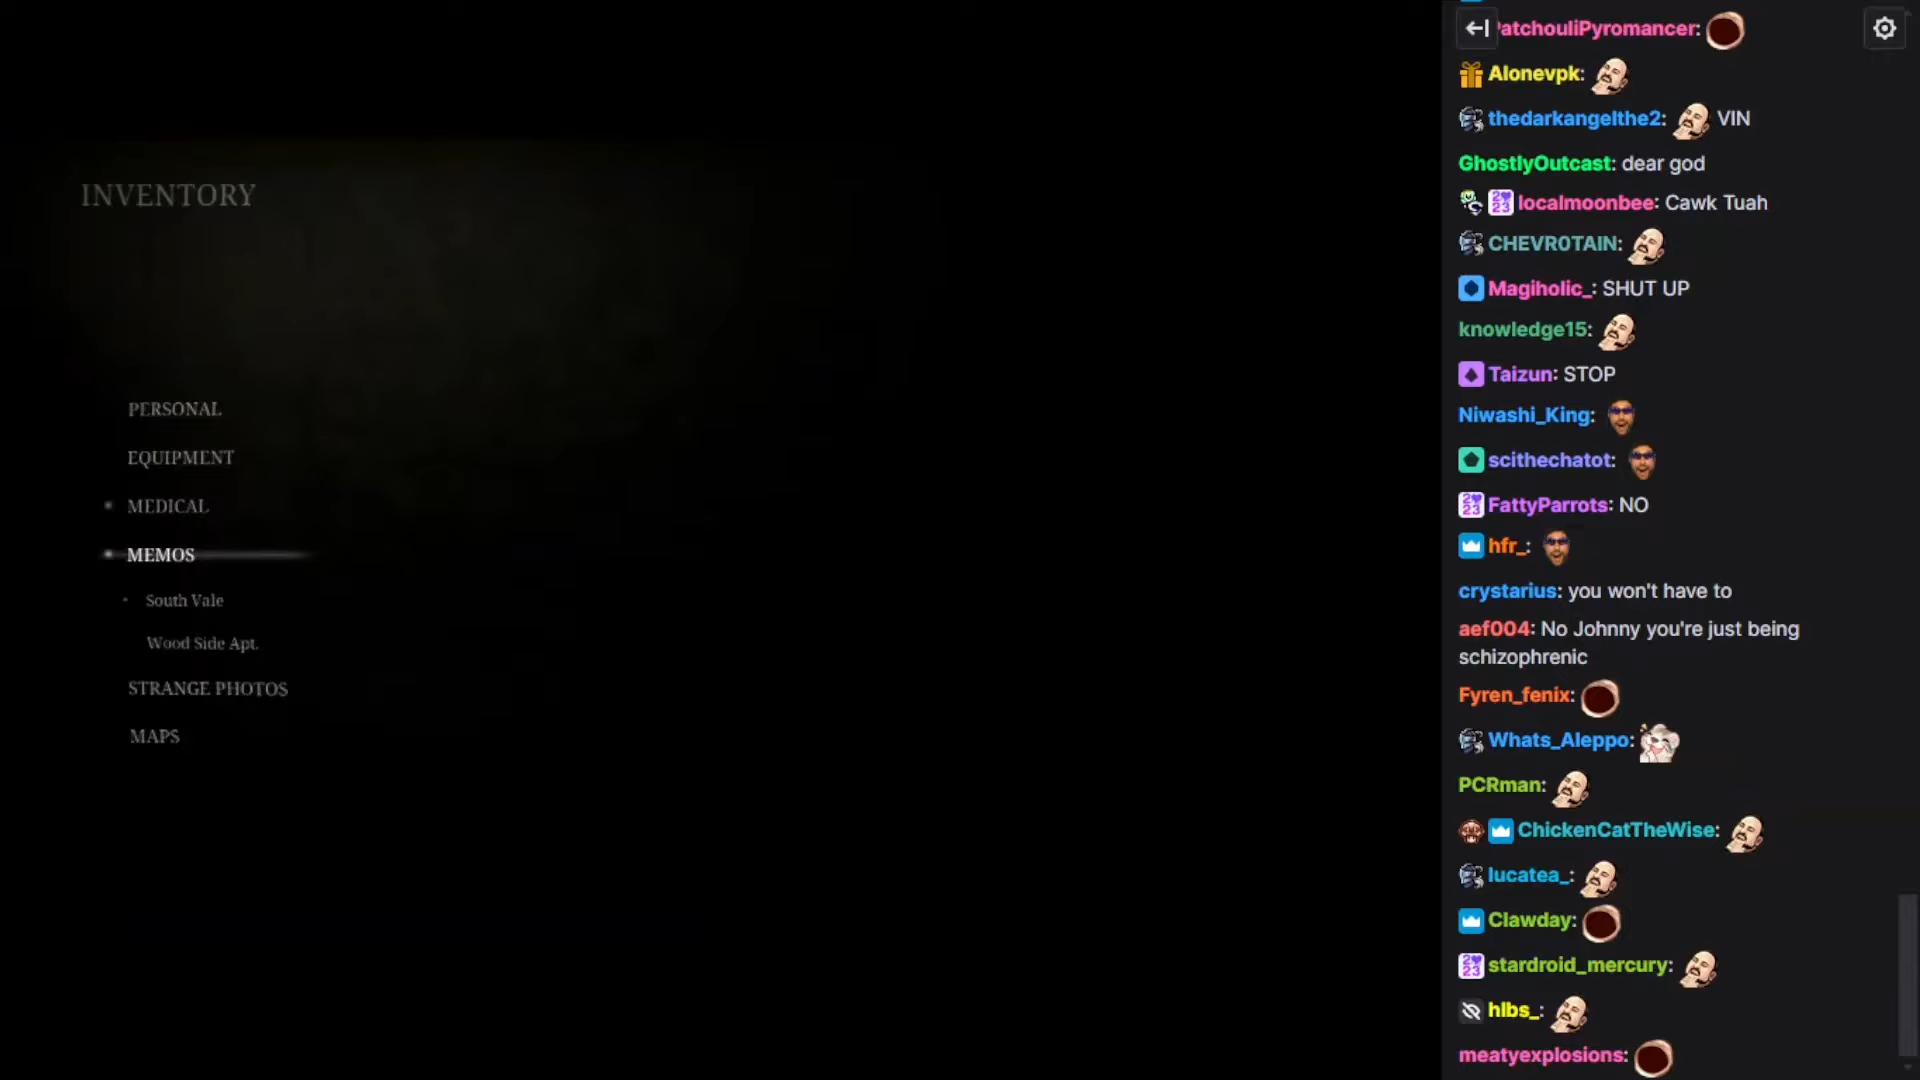 INVENTORY
PERSONAL
EQUIPMENT
MEDICAL
MEMOS
South Vale
Wood Side Apt.
STRANGE PHOTOS
MAPS
atchouliPyromancer:
Alonevpk:
thedarkangelthe2: VIN
GhostlyOutcast: dear god
localmoonbee: Cawk Tuah
CHEVR0TAIN:
Magiholic_: SHUT UP
knowledge15:
Taizun: STOP
Niwashi_King:
scithechatot:
FattyParrots: NO
hfr_:
crystarius: you won't have to
aef004: No Johnny you're just being
schizophrenic
Fyren_fenix:
Whats_Aleppo:
PCRman:
ChickenCatTheWise:
lucatea_:
Clawday:
stardroid_mercury:
hlbs_:
meatyexplosions: